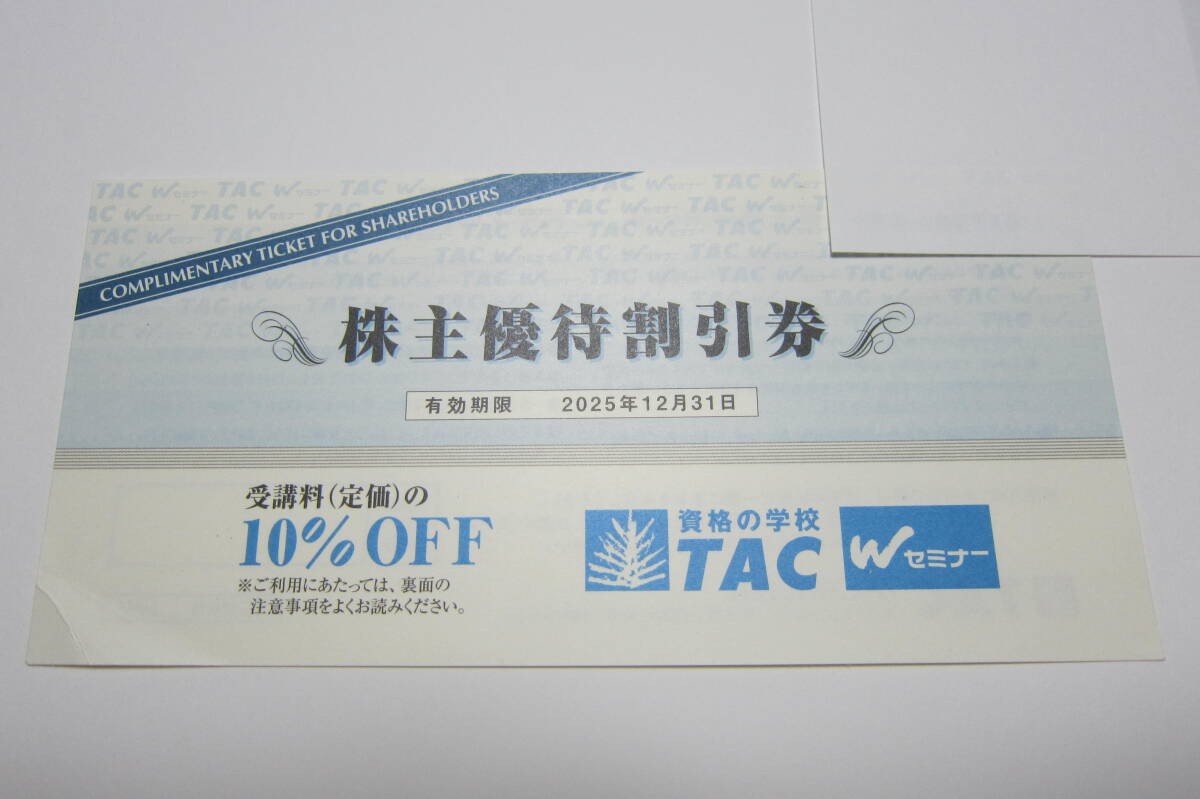 COMPLIMENTARY TICKET FOR SHAREHOLDERS
株主優待割引券
有効期限 2025年12月31日
受講料(定価)の
10%OFF
※ご利用にあたっては、裏面の
注意事項をよくお読みください。
資格の学校
TAC
Wセミナー